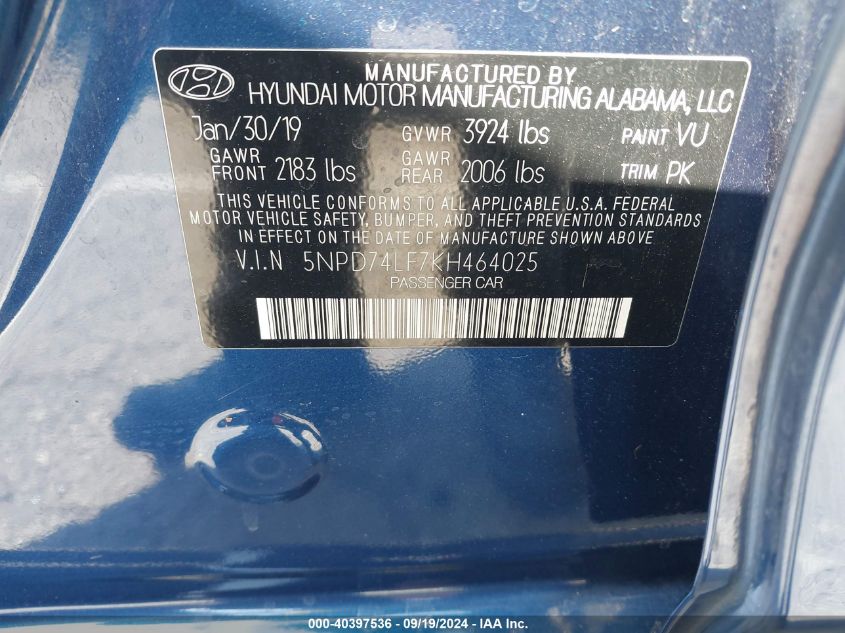 MANUFACTURED BY
HYUNDAI MOTOR MANUFACTURING ALABAMA, LLC
Jan/30/19 GVWR 3924 lbs PAINT VU
GAWR FRONT 2183 lbs GAWR REAR 2006 lbs TRIM PK
THIS VEHICLE CONFORMS TO ALL APPLICABLE U.S.A. FEDERAL
MOTOR VEHICLE SAFETY, BUMPER, AND THEFT PREVENTION STANDARDS
IN EFFECT ON THE DATE OF MANUFACTURE SHOWN ABOVE.
V.I.N 5NPD74LF7KH464025
PASSENGER CAR
000-40397536 - 09/19/2024 - © IAA Inc.